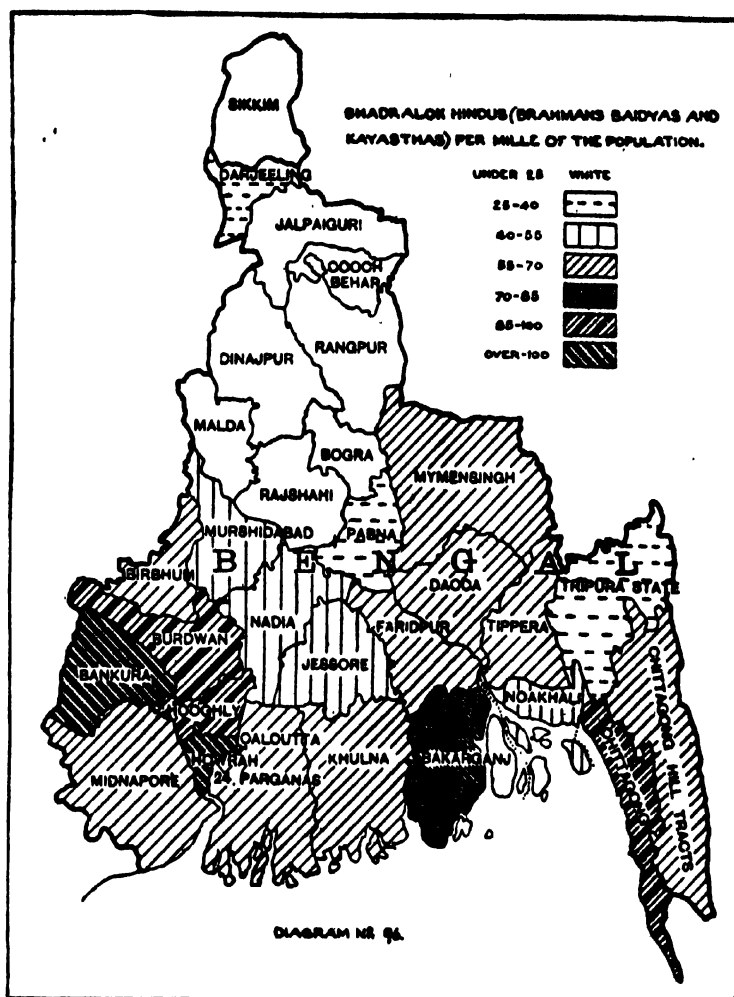 SIKKIM
BHADRALOK HINDUS (BRAHMANS BAIDYAS AND
KAYASTHAS) PER MILLE OF THE POPULATION.
UNDER 25 WHITE
25-40
40-55
55-70
70-85
85-100
OVER-100
DARJEELING
JALPAIGURI
COOCH
BEHAR
DINAJPUR
RANGPUR
MALDA
BOGRA
RAJSHAHI
MYMENSINGH
PABNA
MURSHIDABAD
BENGAL
BIRBHUM
DACCA
TRIPURA STATE
NADIA
FARIDPUR
TIPPERA
BURDWAN
BANKURA
JESSORE
NOAKHALI
CHITTAGONG HILL TRACTS
CHITTAGONG
HOOGHLY
CALCUTTA
HOWRAH
24 PARGANAS
KHULNA
BAKARGANJ
MIDNAPORE
DIAGRAM Nº 96.